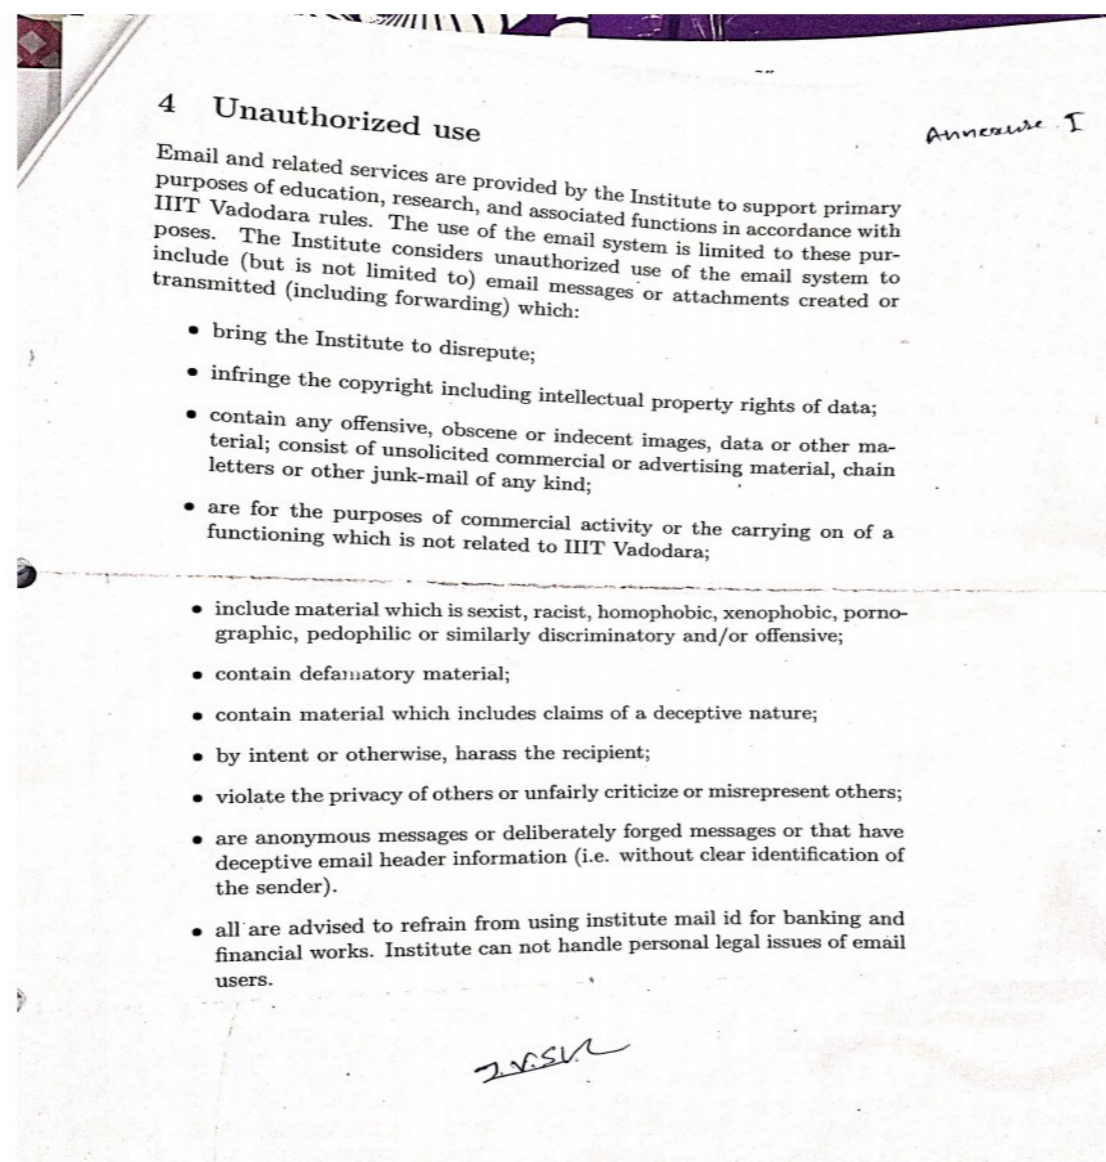 Annexure I
4 Unauthorized use
Email and related services are provided by the Institute to support primary
purposes of education, research, and associated functions in accordance with
IIIT Vadodara rules. The use of the email system is limited to these pur-
poses. The Institute considers unauthorized use of the email system to
include (but is not limited to) email messages or attachments created or
transmitted (including forwarding) which:
• bring the Institute to disrepute;
• infringe the copyright including intellectual property rights of data;
• contain any offensive, obscene or indecent images, data or other ma-
terial; consist of unsolicited commercial or advertising material, chain
letters or other junk-mail of any kind;
• are for the purposes of commercial activity or the carrying on of a
functioning which is not related to IIIT Vadodara;
• include material which is sexist, racist, homophobic, xenophobic, porno-
graphic, pedophilic or similarly discriminatory and/or offensive;
• contain defamatory material;
• contain material which includes claims of a deceptive nature;
• by intent or otherwise, harass the recipient;
• violate the privacy of others or unfairly criticize or misrepresent others;
• are anonymous messages or deliberately forged messages or that have
deceptive email header information (i.e. without clear identification of
the sender).
• all are advised to refrain from using institute mail id for banking and
financial works. Institute can not handle personal legal issues of email
users.